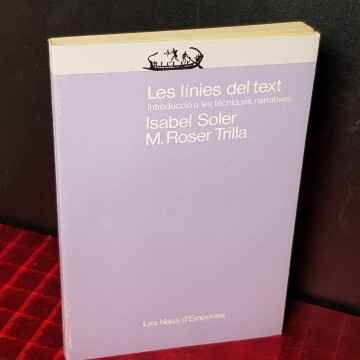 Les línies del text
Introducció a les tècniques narratives
Isabel Soler
M. Roser Trilla
Les Naus d'Empúries